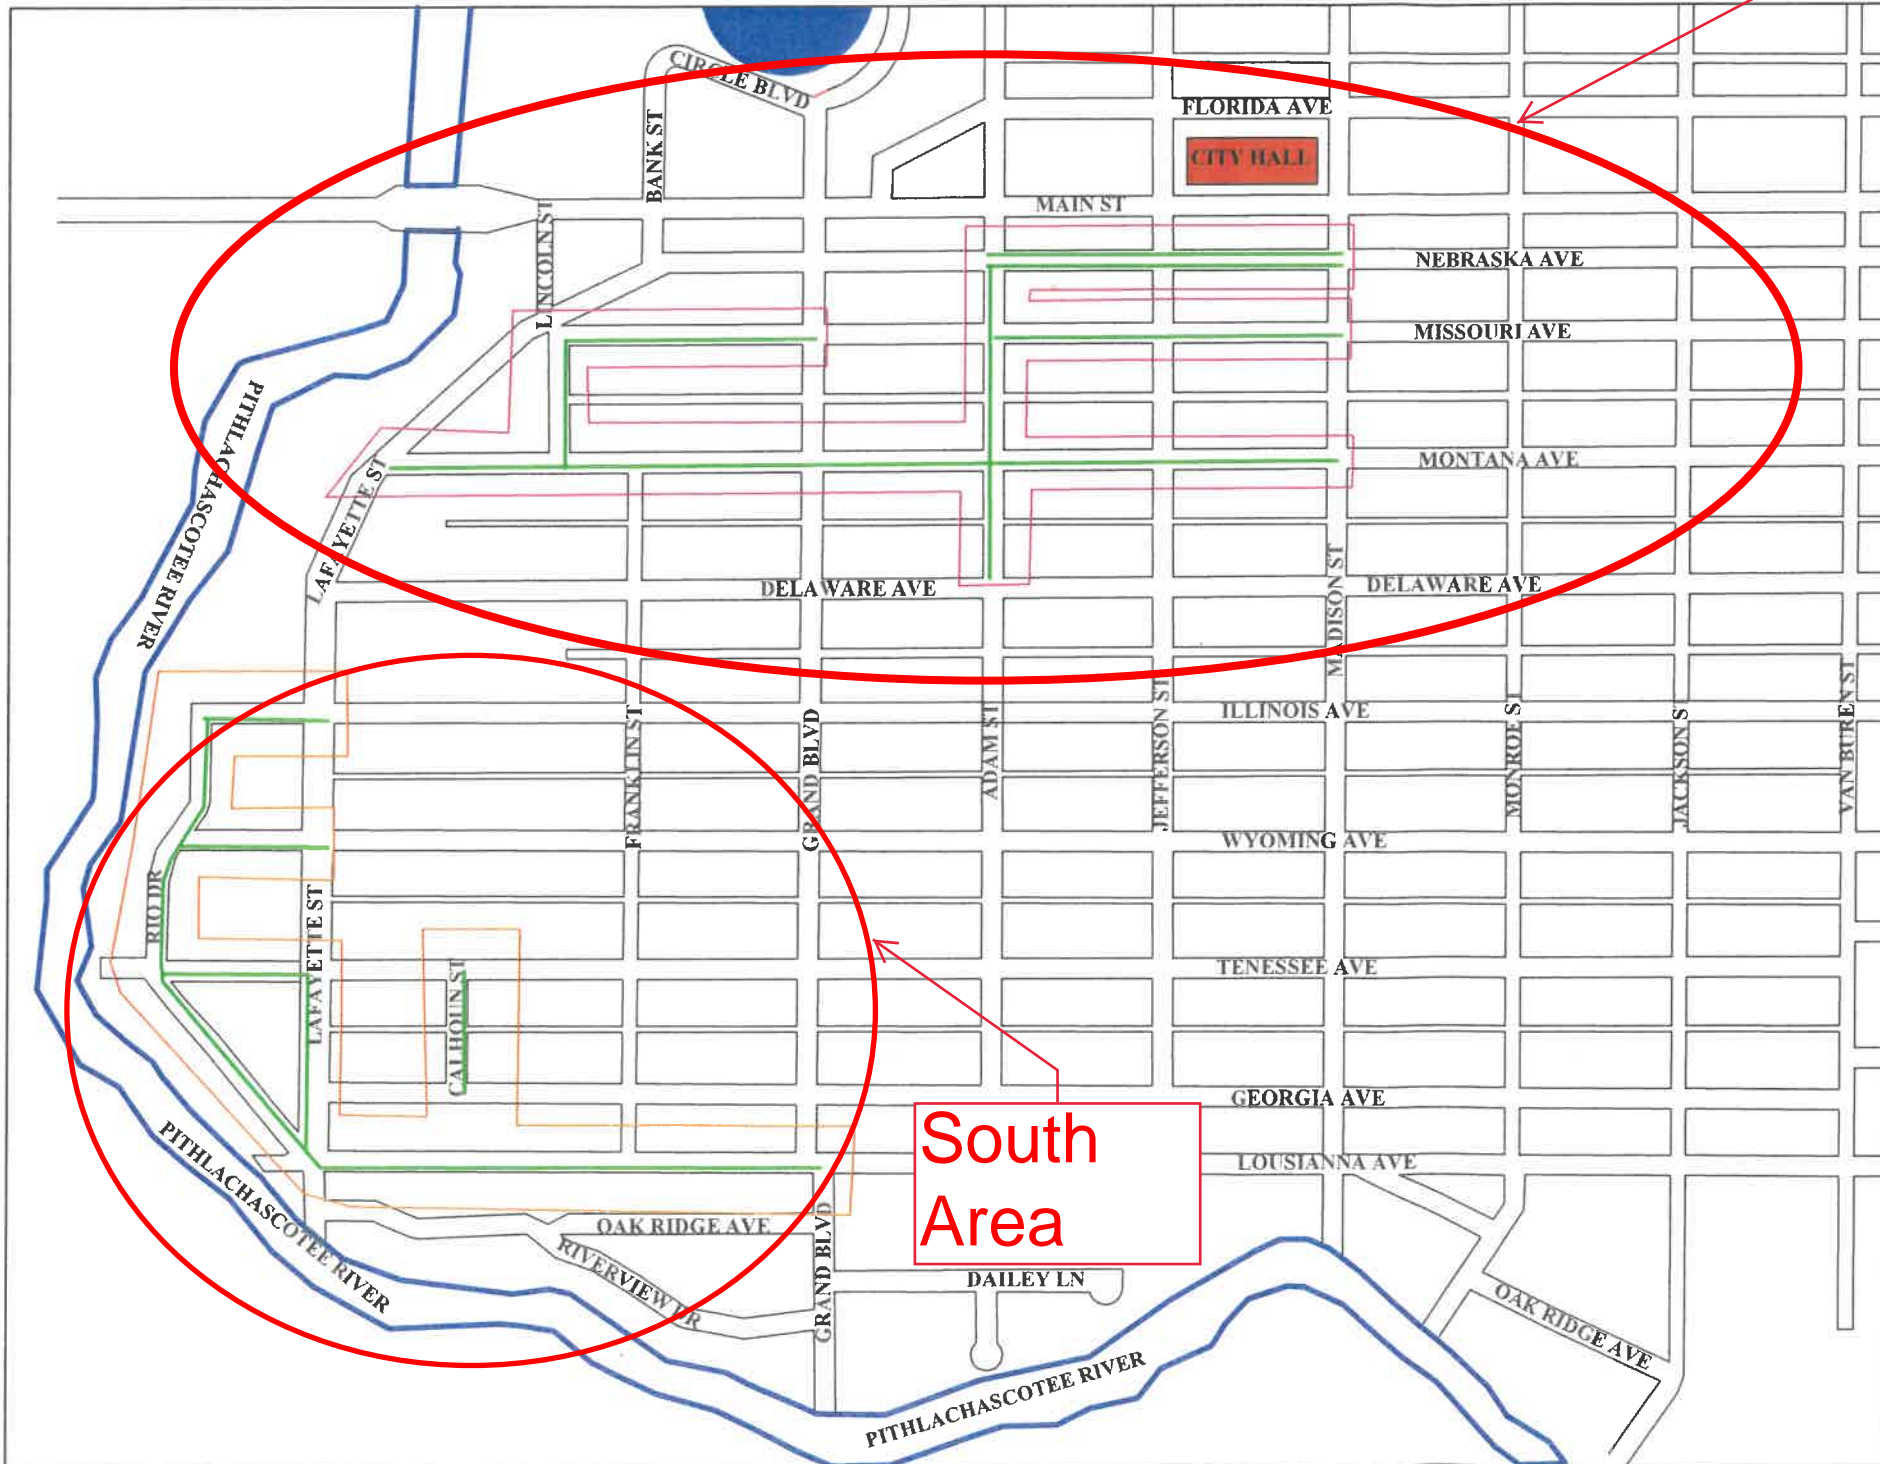 CIRCLE BLVD
BANK ST
FLORIDA AVE
CITY HALL
MAIN ST
LINCOLN ST
NEBRASKA AVE
MISSOURI AVE
PITHLACHASCOTEE RIVER
LAFAYETTE ST
MONTANA AVE
DELAWARE AVE
DELAWARE AVE
MADISON ST
FRANKLIN ST
GRAND BLVD
ADAM ST
JEFFERSON ST
ILLINOIS AVE
MONROE ST
JACKSON S
VAN BUREN ST
WYOMING AVE
RIO DR
LAFAYETTE ST
CALHOUN ST
TENESSEE AVE
GEORGIA AVE
South
Area
LOUSIANNA AVE
PITHLACHASCOTEE RIVER
OAK RIDGE AVE
RIVERVIEW DR
GRAND BLVD
DAILEY LN
OAK RIDGE AVE
PITHLACHASCOTEE RIVER